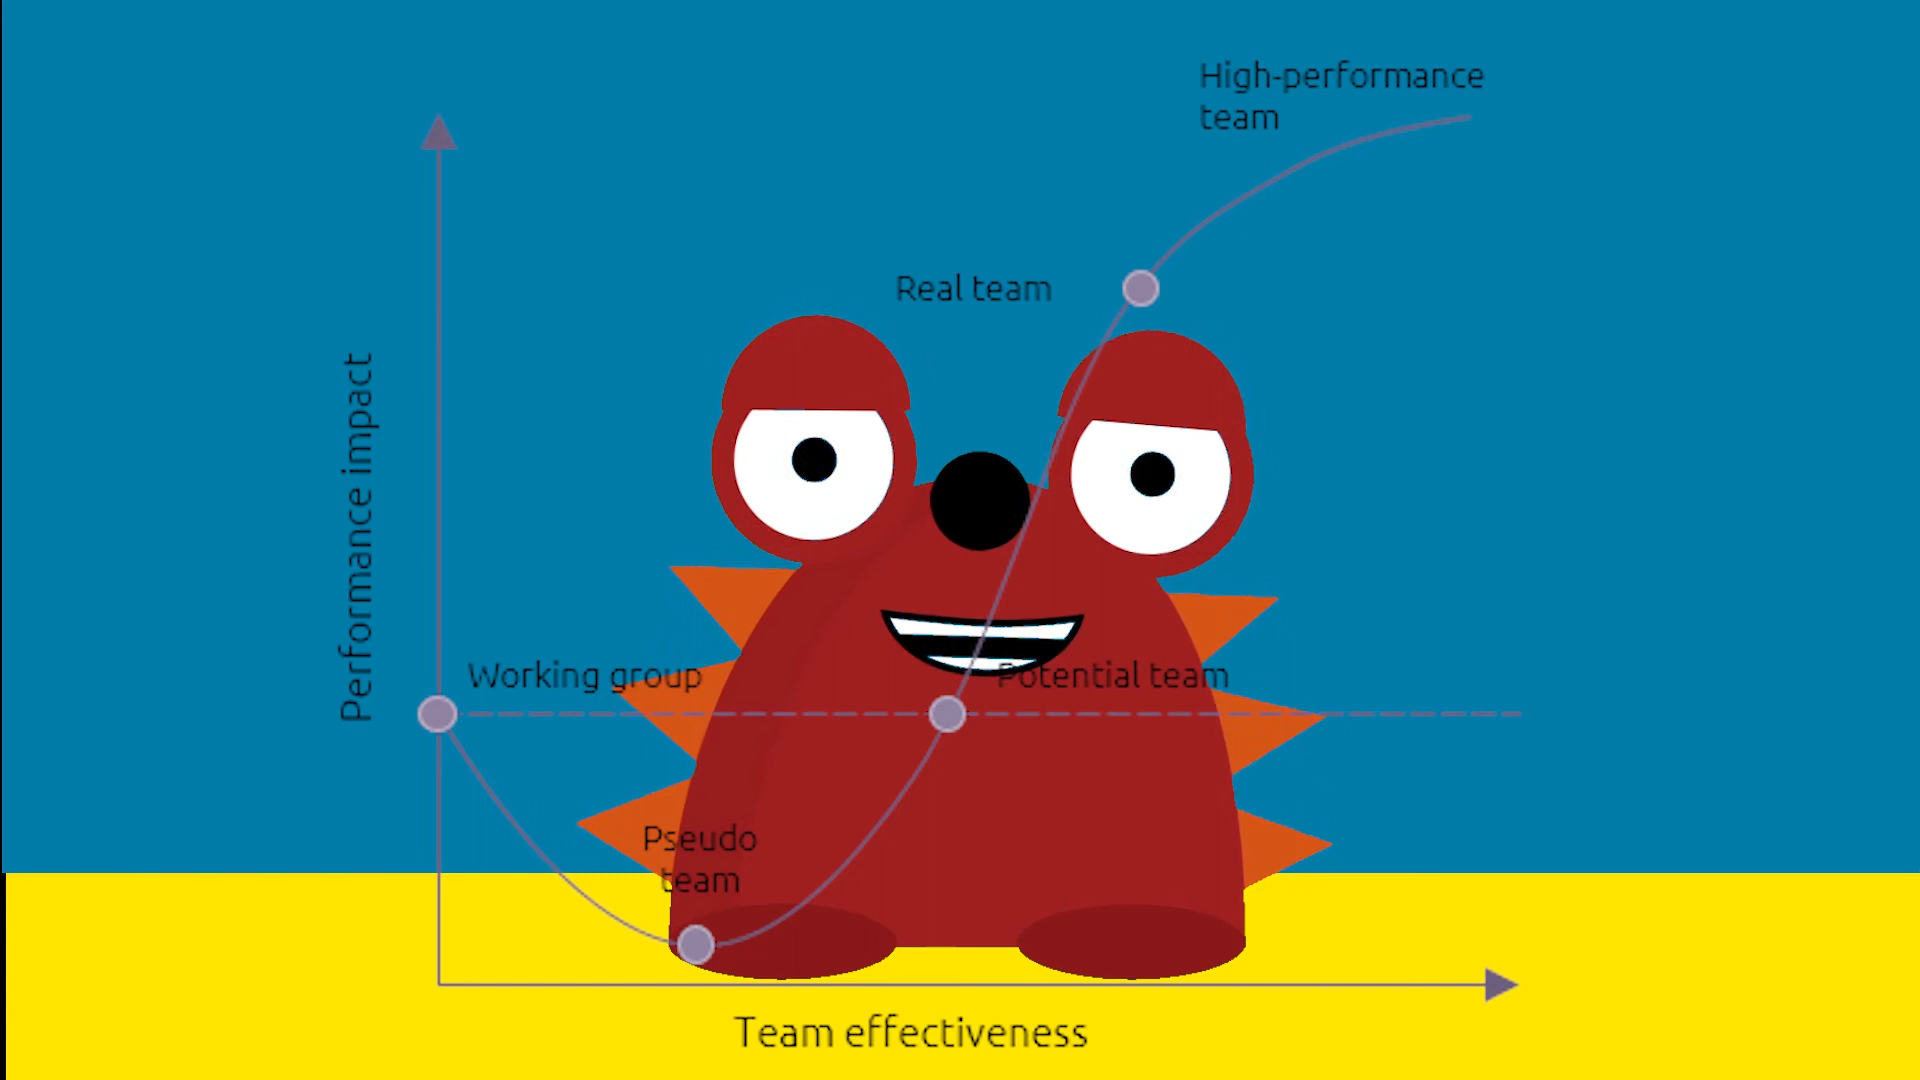 High-performance
team
Real team
Performance impact
Working group
Potential team
Pseudo
team
Team effectiveness